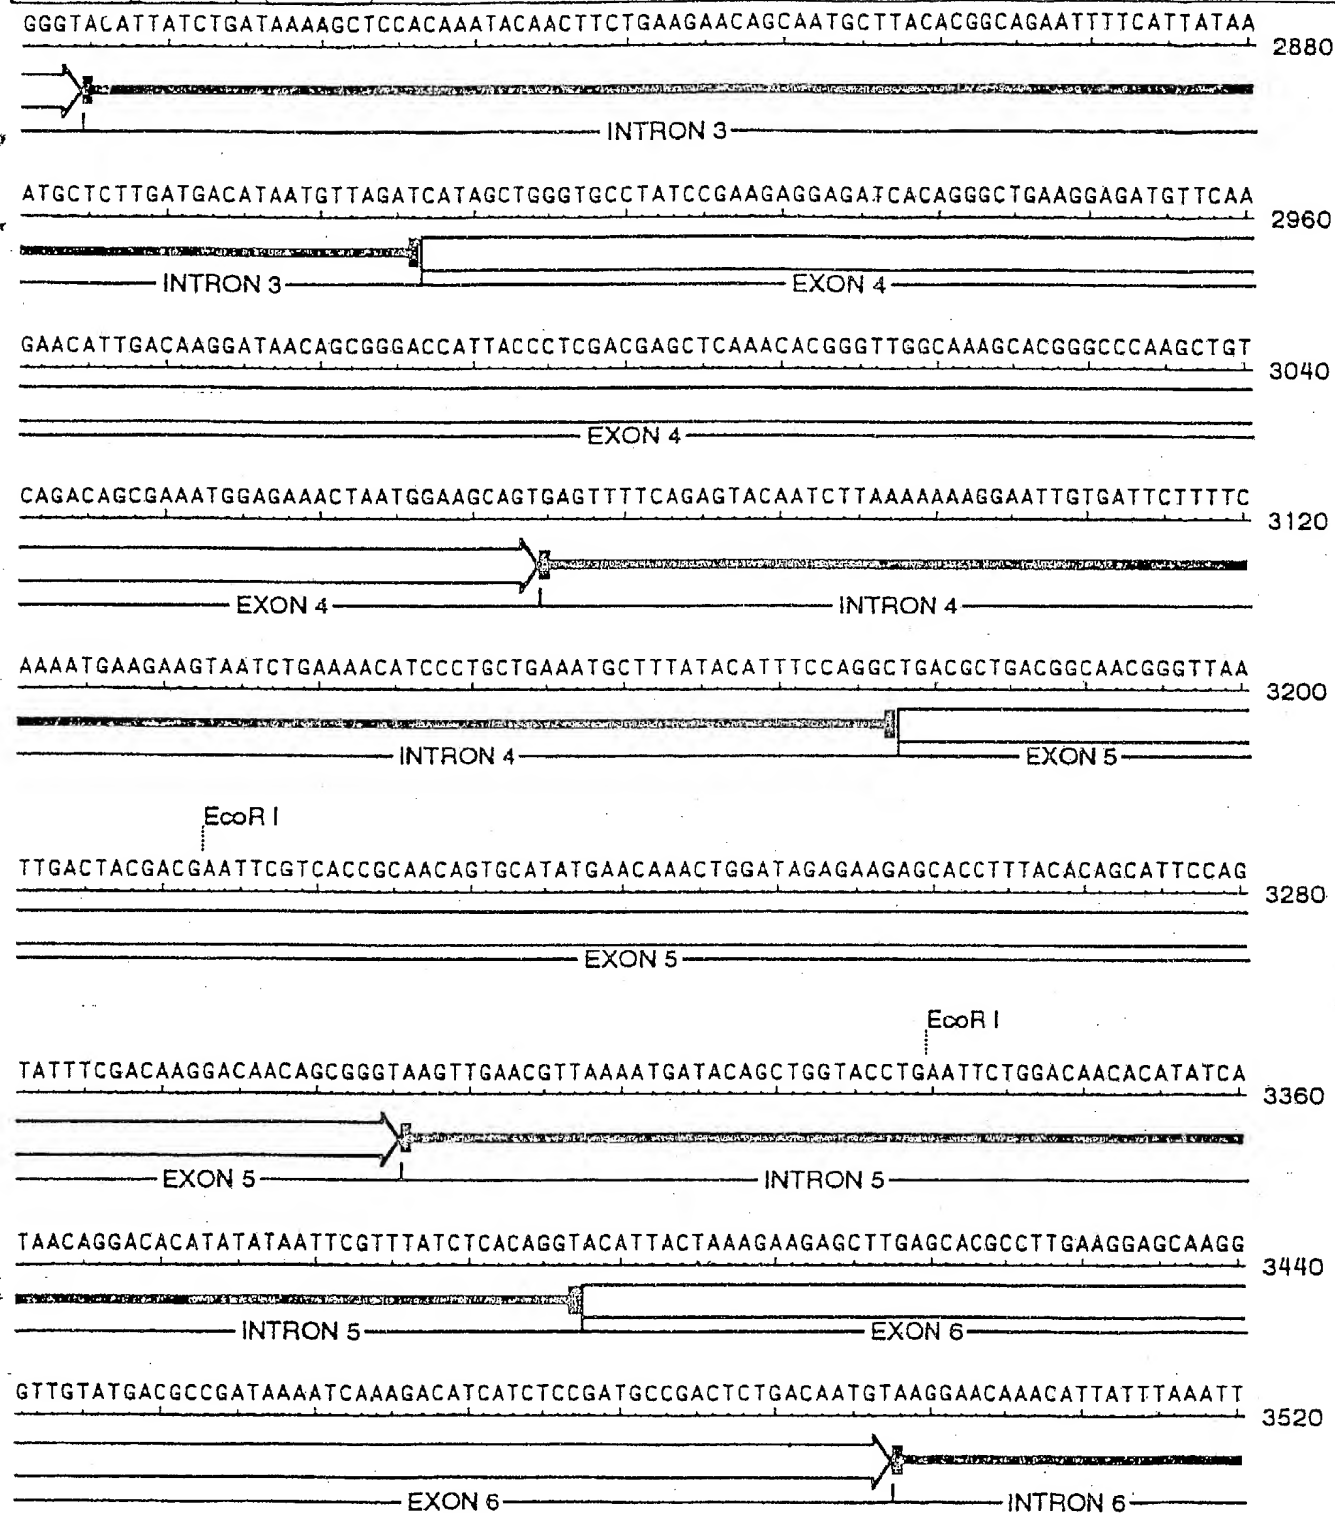 GGGTACATTATCTGATAAAAGCTCCACAAATACAACTTCTGAAGAACAGCAATGCTTACACGGCAGAATTTTCATTATAA
2880
INTRON 3
ATGCTCTTGATGACATAATGTTAGATCATAGCTGGGTGCCTATCCGAAGAGGAGATCACAGGGCTGAAGGAGATGTTCAA
2960
INTRON 3 EXON 4
GAACATTGACAAGGATAACAGCGGGACCATTACCCTCGACGAGCTCAAACACGGGTTGGCAAAGCACGGGCCCAAGCTGT
3040
EXON 4
CAGACAGCGAAATGGAGAAACTAATGGAAGCAGTGAGTTTTCAGAGTACAATCTTAAAAAAAGGAATTGTGATTCTTTTC
3120
EXON 4 INTRON 4
AAAATGAAGAAGTAATCTGAAAACATCCCTGCTGAAATGCTTTATACATTTCCAGGCTGACGCTGACGGCAACGGGTTAA
3200
INTRON 4 EXON 5
EcoR I
TTGACTACGACGAATTCGTCACCGCAACAGTGCATATGAACAAACTGGATAGAGAAGAGCACCTTTACACAGCATTCCAG
3280
EXON 5
EcoR I
TATTTCGACAAGGACAACAGCGGGTAAGTTGAACGTTAAAATGATACAGCTGGTACCTGAATTCTGGACAACACATATCA
3360
EXON 5 INTRON 5
TAACAGGACACATATATAATTCGTTTATCTCACAGGTACATTACTAAAGAAGAGCTTGAGCACGCCTTGAAGGAGCAAGG
3440
INTRON 5 EXON 6
GTTGTATGACGCCGATAAAATCAAAGACATCATCTCCGATGCCGACTCTGACAATGTAAGGAACAAACATTATTTAAATT
3520
EXON 6 INTRON 6